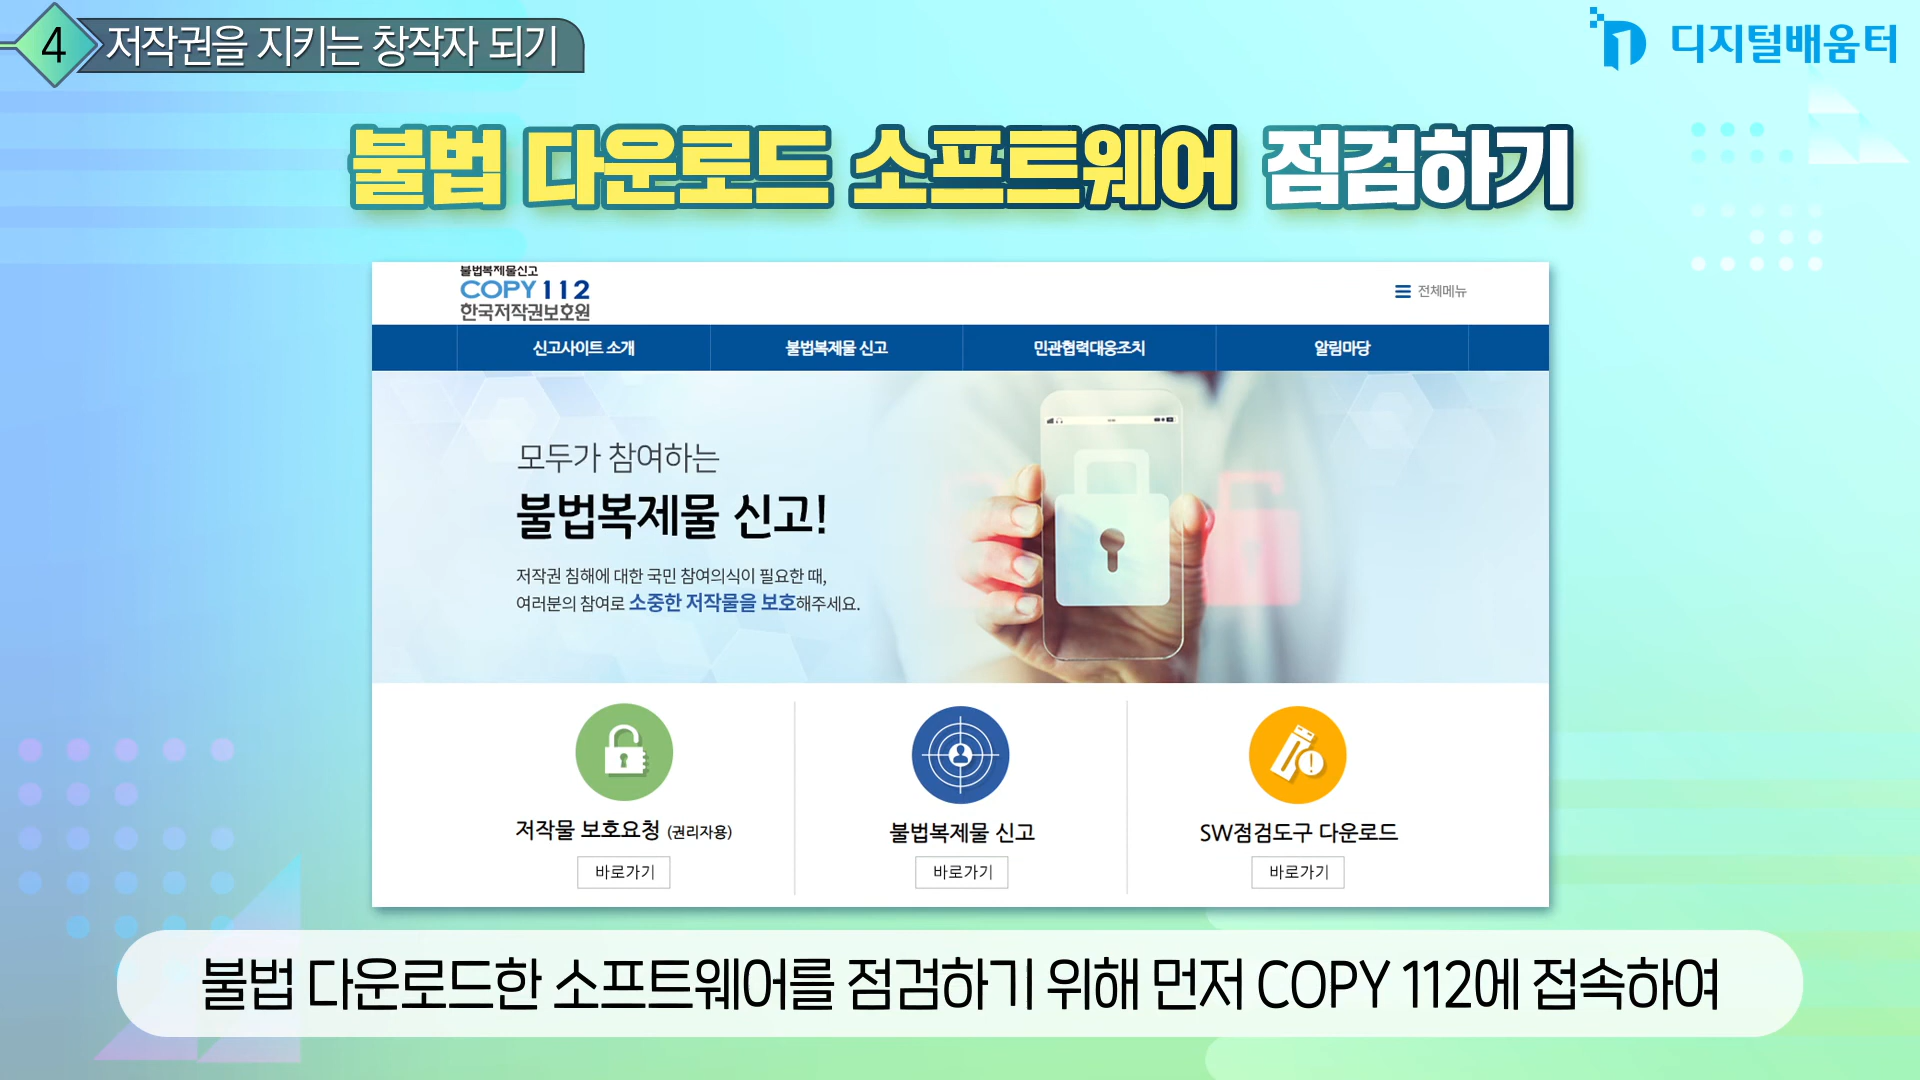 4 저작권을 지키는 창작자 되기
디지털배움터
불법 다운로드 소프트웨어 점검하기
불법복제물신고
COPY 112
한국저작권보호원
전체메뉴
신고사이트 소개 불법복제물 신고 민관협력대응조치 알림마당
모두가 참여하는
불법복제물 신고!
저작권 침해에 대한 국민 참여의식이 필요한 때,
여러분의 참여로 소중한 저작물을 보호해주세요.
저작물 보호요청 (권리자용)
바로가기
불법복제물 신고
바로가기
SW점검도구 다운로드
바로가기
불법 다운로드한 소프트웨어를 점검하기 위해 먼저 COPY 112에 접속하여